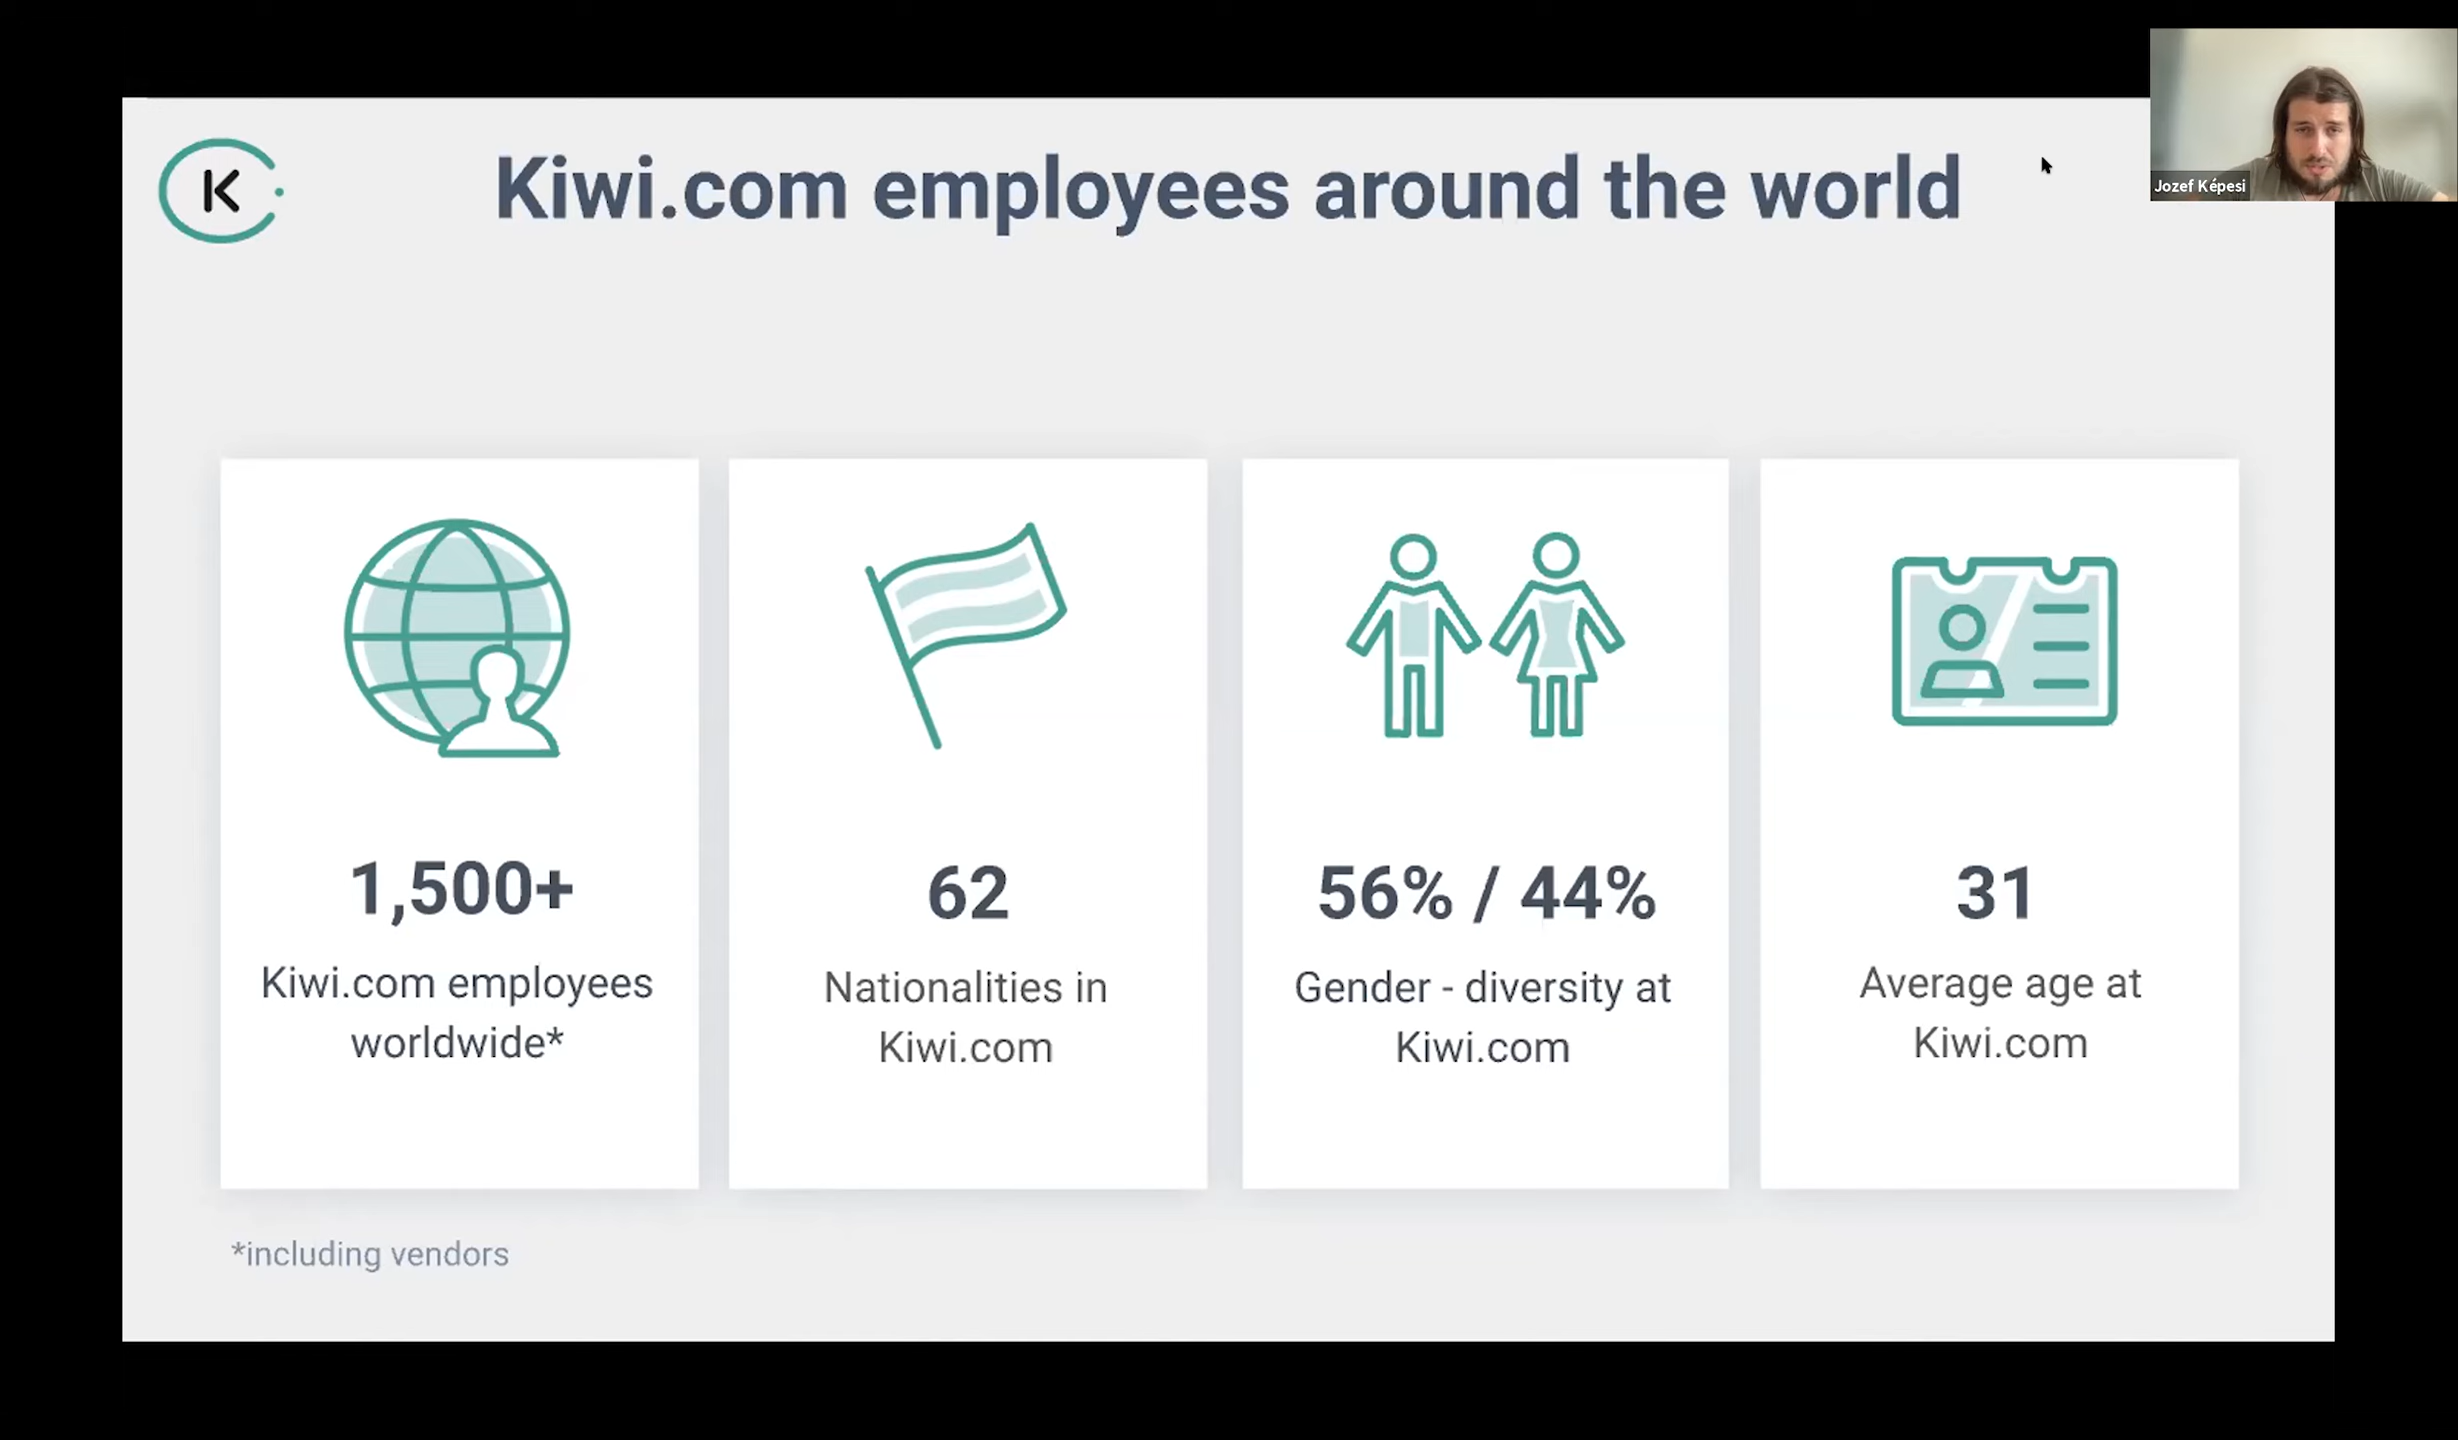 K
Kiwi.com employees around the world
Jozef Képesi
1,500+
Kiwi.com employees
worldwide*
62
Nationalities in
Kiwi.com
56% / 44%
Gender - diversity at
Kiwi.com
31
Average age at
Kiwi.com
*including vendors